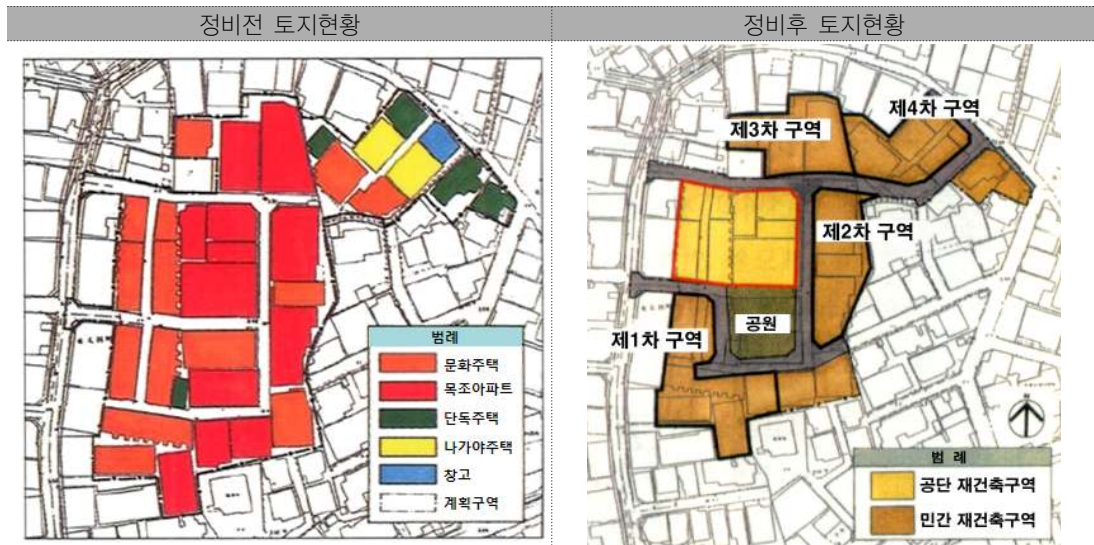 정비전 토지현황
정비후 토지현황
범례
문화주택
목조아파트
단독주택
나가야주택
창고
계획구역
제3차 구역
제4차 구역
제2차 구역
제1차 구역
공원
N
범 례
공단 재건축구역
민간 재건축구역